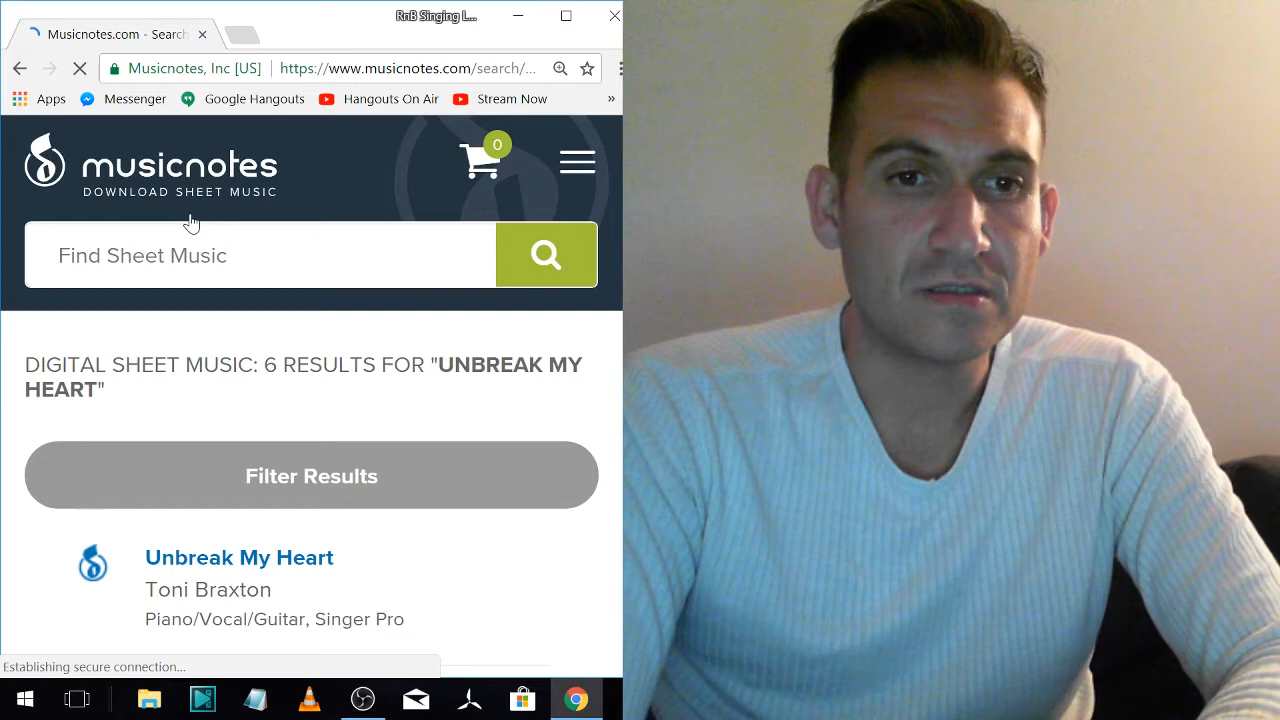 RnB Singing L...
Musicnotes.com - Search
Musicnotes, Inc [US] https://www.musicnotes.com/search/...
Apps Messenger Google Hangouts Hangouts On Air Stream Now »
musicnotes
DOWNLOAD SHEET MUSIC
0
Find Sheet Music
DIGITAL SHEET MUSIC: 6 RESULTS FOR "UNBREAK MY
HEART"
Filter Results
Unbreak My Heart
Toni Braxton
Piano/Vocal/Guitar, Singer Pro
Establishing secure connection...